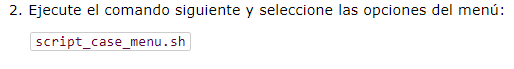 2. Ejecute el comando siguiente y seleccione las opciones del menú:
script_case_menu.sh